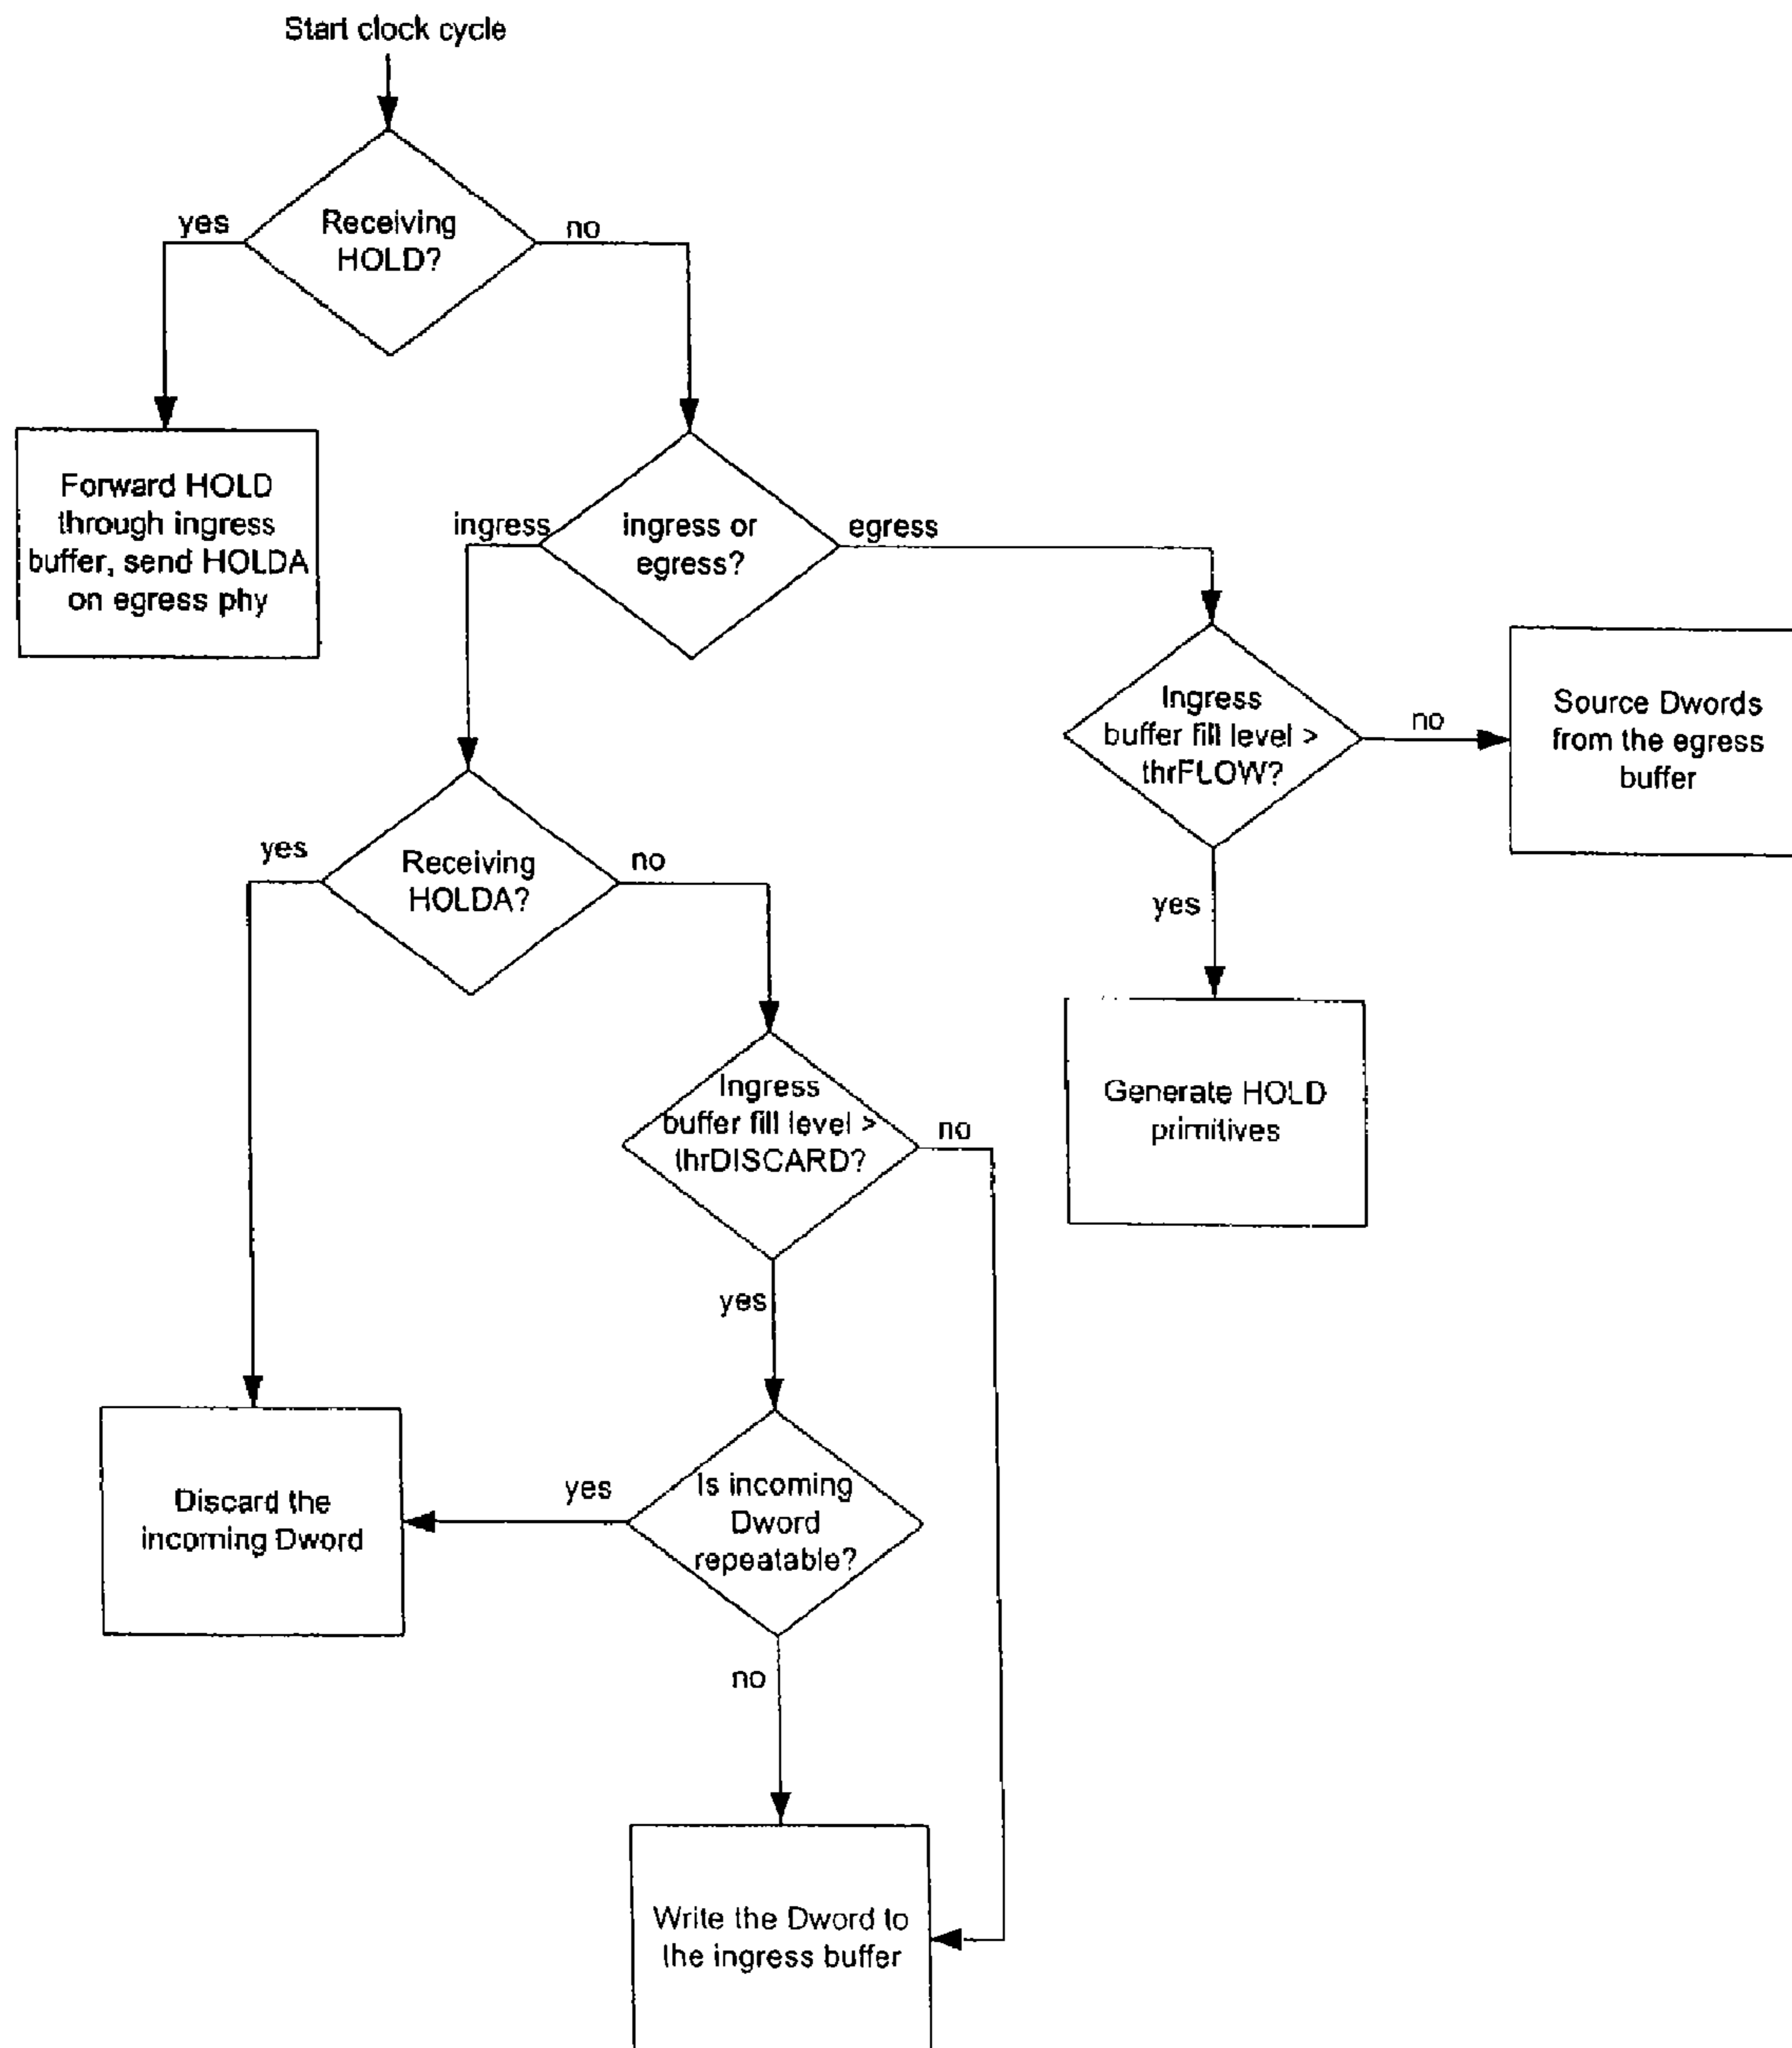 Start clock cycle
yes
Receiving
HOLD?
no
Forward HOLD
through ingress
buffer, send HOLDA
on egress phy
ingress
ingress or
egress?
egress
Ingress
buffer fill level >
thrFLOW?
no
Source Dwords
from the egress
buffer
yes
Generate HOLD
primitives
yes
Receiving
HOLDA?
no
Ingress
buffer fill level >
thrDISCARD?
no
yes
Discard the
incoming Dword
yes
Is incoming
Dword
repeatable?
no
Write the Dword to
the ingress buffer